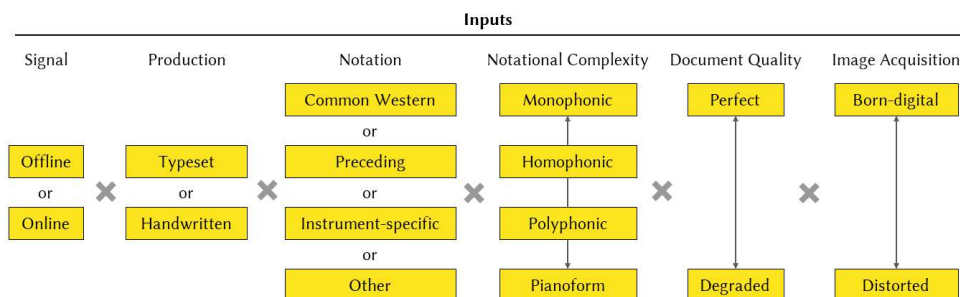 Inputs
Signal Production Notation Notational Complexity Document Quality Image Acquisition
Common Western Monophonic Perfect Born-digital
or
Offline Typeset Preceding Homophonic
or or or
Online Handwritten Instrument-specific Polyphonic
or
Other Pianoform Degraded Distorted